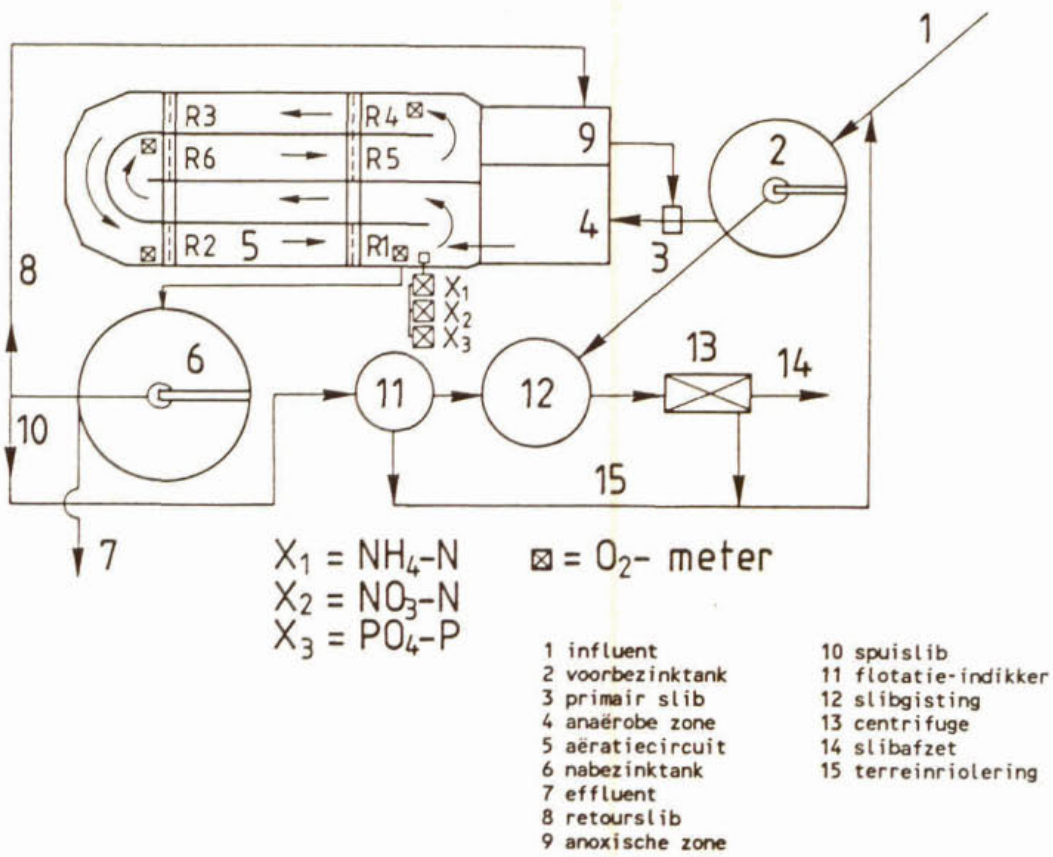 1
R3
R4
9
2
R6
R5
4
R2
5
R1
3
8
X₁
X₂
X₃
6
11
12
13
14
10
15
7
X₁ = NH₄-N
X₂ = NO₃-N
X₃ = PO₄-P
= O₂- meter
1 influent
2 voorbezinktank
3 primair slib
4 anaërobe zone
5 aëratiecircuit
6 nabezinktank
7 effluent
8 retourslib
9 anoxische zone
10 spuislib
11 flotatie-indikker
12 slibgisting
13 centrifuge
14 slibafzet
15 terreinriolering